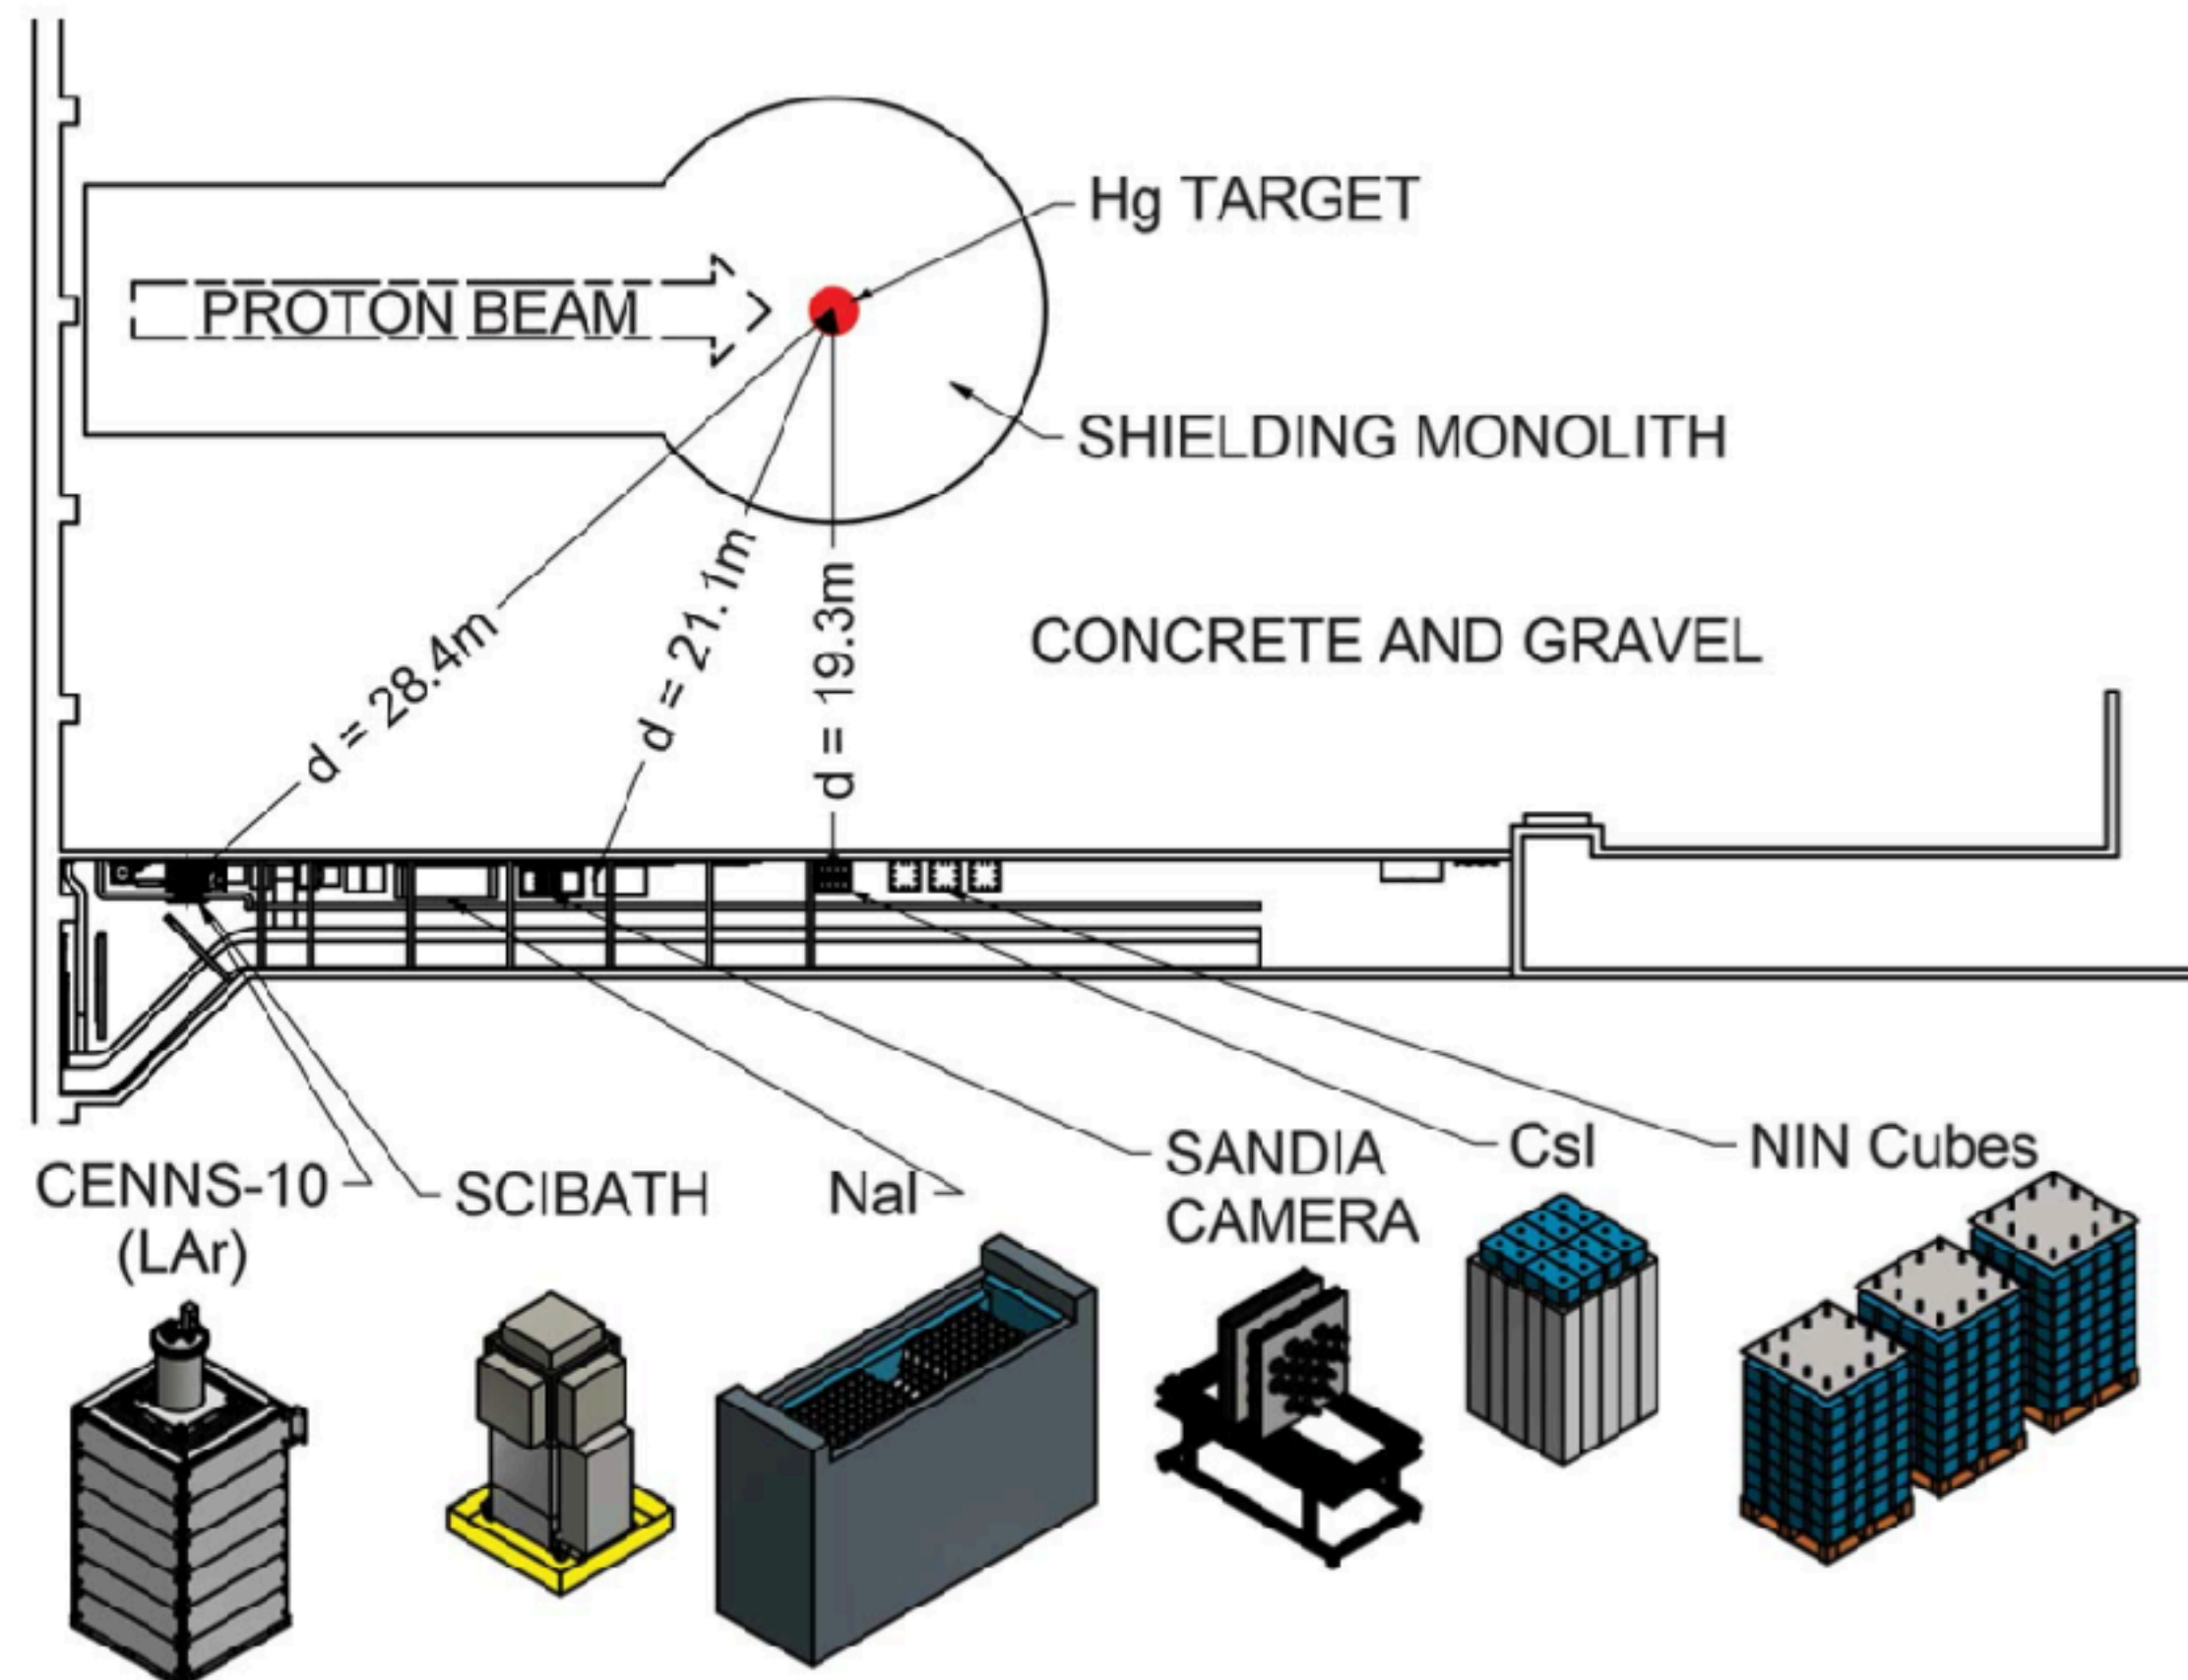 Hg TARGET
PROTON BEAM
SHIELDING MONOLITH
d = 28.4m
d = 21.1m
d = 19.3m
CONCRETE AND GRAVEL
CENNS-10
(LAr)
SCIBATH
NaI
SANDIA
CAMERA
CsI
NIN Cubes